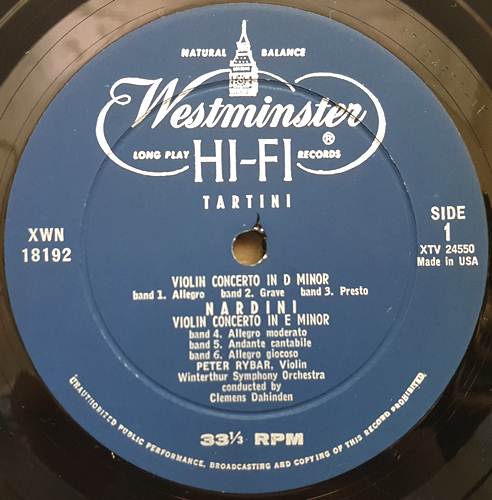 NATURAL BALANCE
Westminster ®
LONG PLAY HI-FI RECORDS
TARTINI
XWN
18192
SIDE
1
XTV 24550
Made in USA
VIOLIN CONCERTO IN D MINOR
band 1. Allegro band 2. Grave band 3. Presto
NARDINI
VIOLIN CONCERTO IN E MINOR
band 4. Allegro moderato
band 5. Andante cantabile
band 6. Allegro giocoso
PETER RYBAR, Violin
Winterthur Symphony Orchestra
conducted by
Clemens Dahinden
33⅓ RPM
UNAUTHORIZED PUBLIC PERFORMANCE, BROADCASTING AND COPYING OF THIS RECORD PROHIBITED